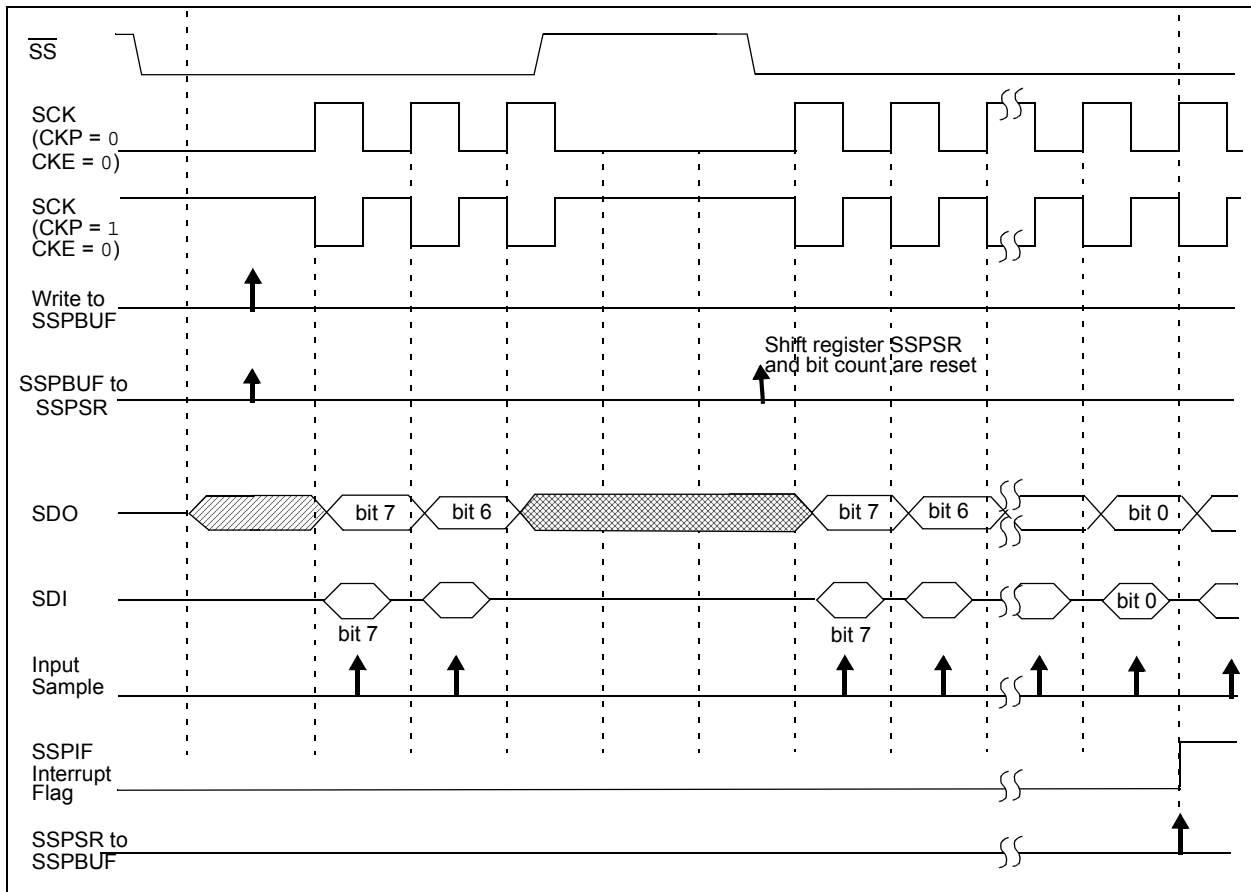 SS
SCK
(CKP = 0
CKE = 0)
SCK
(CKP = 1
CKE = 0)
Write to
SSPBUF
Shift register SSPSR
and bit count are reset
SSPBUF to
SSPSR
SDO
bit 7
bit 6
bit 7
bit 6
bit 0
SDI
bit 0
bit 7
bit 7
Input
Sample
SSPIF
Interrupt
Flag
SSPSR to
SSPBUF